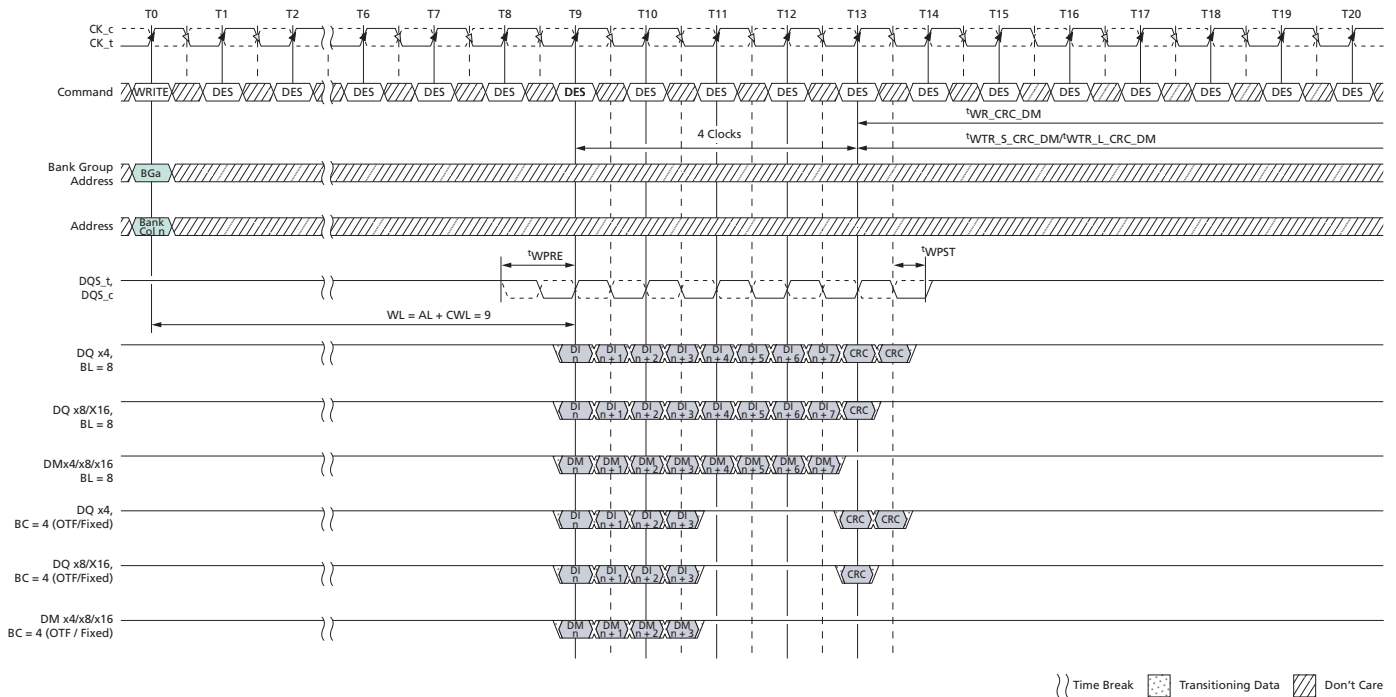 T0 T1 T2 T6 T7 T8 T9 T10 T11 T12 T13 T14 T15 T16 T17 T18 T19 T20
CK_c
CK_t
Command WRITE DES DES DES DES DES DES DES DES DES DES DES DES DES DES DES DES DES
tWR_CRC_DM
4 Clocks
tWTR_S_CRC_DM/tWTR_L_CRC_DM
Bank Group
Address
BGa
Address
Bank
Col n
tWPRE
tWPST
DQS_t,
DQS_c
WL = AL + CWL = 9
DQ x4,
BL = 8
DI n DI n + 1 DI n + 2 DI n + 3 DI n + 4 DI n + 5 DI n + 6 DI n + 7 CRC CRC
DQ x8/X16,
BL = 8
DI n DI n + 1 DI n + 2 DI n + 3 DI n + 4 DI n + 5 DI n + 6 DI n + 7 CRC
DMx4/x8/x16
BL = 8
DM n DM n + 1 DM n + 2 DM n + 3 DM n + 4 DM n + 5 DM n + 6 DM n + 7
DQ x4,
BC = 4 (OTF/Fixed)
DI n DI n + 1 DI n + 2 DI n + 3 CRC CRC
DQ x8/X16,
BC = 4 (OTF/Fixed)
DI n DI n + 1 DI n + 2 DI n + 3 CRC
DM x4/x8/x16
BC = 4 (OTF / Fixed)
DM n DM n + 1 DM n + 2 DM n + 3
Time Break Transitioning Data Don't Care